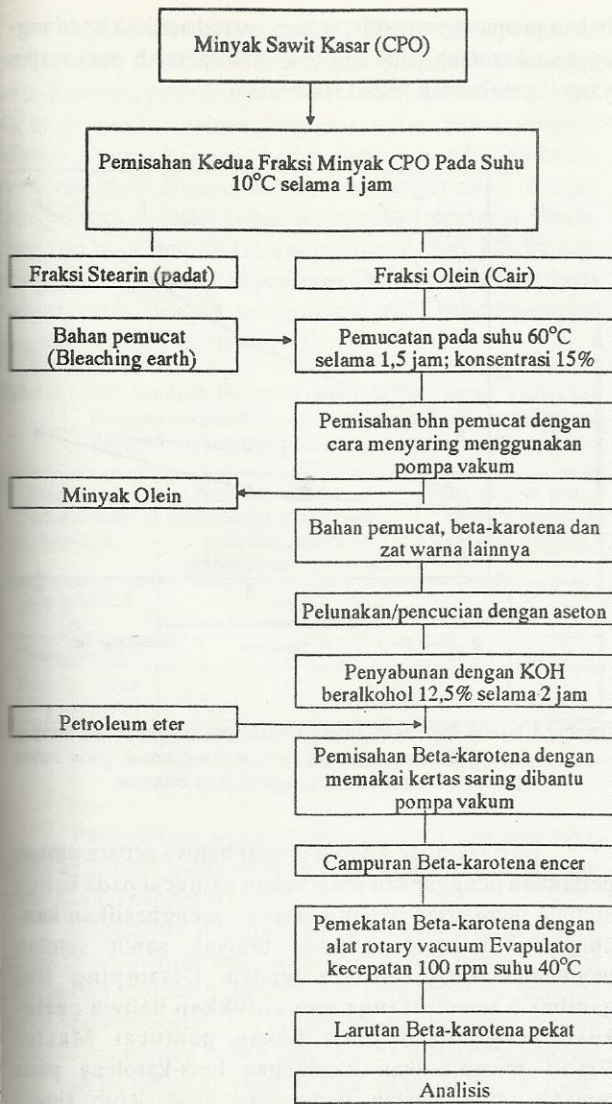 Minyak Sawit Kasar (CPO)
Pemisahan Kedua Fraksi Minyak CPO Pada Suhu
10°C selama 1 jam
Fraksi Stearin (padat)
Fraksi Olein (Cair)
Bahan pemucat
(Bleaching earth)
Pemucatan pada suhu 60°C
selama 1,5 jam; konsentrasi 15%
Pemisahan bhn pemucat dengan
cara menyaring menggunakan
pompa vakum
Minyak Olein
Bahan pemucat, beta-karotena dan
zat warna lainnya
Pelunakan/pencucian dengan aseton
Penyabunan dengan KOH
beralkohol 12,5% selama 2 jam
Petroleum eter
Pemisahan Beta-karotena dengan
memakai kertas saring dibantu
pompa vakum
Campuran Beta-karotena encer
Pemekatan Beta-karotena dengan
alat rotary vacuum Evapulator
kecepatan 100 rpm suhu 40°C
Larutan Beta-karotena pekat
Analisis